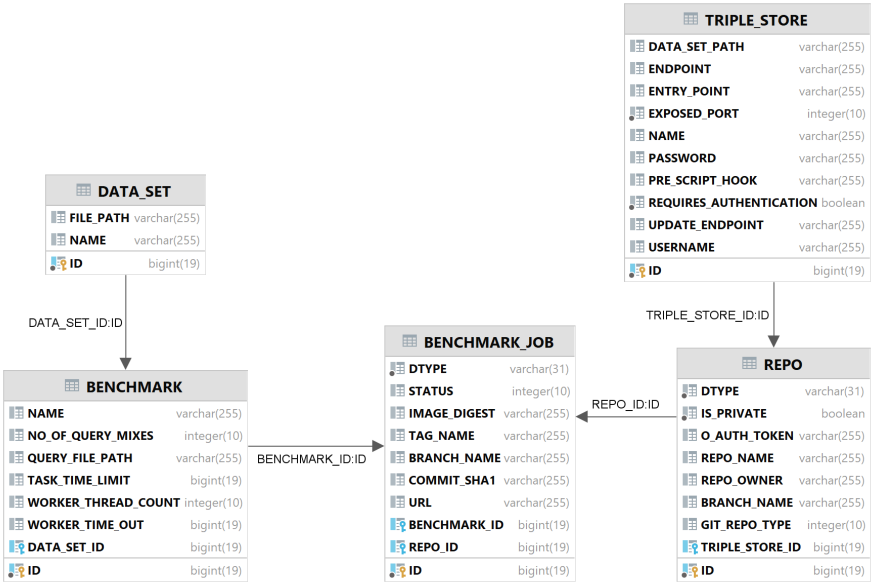 TRIPLE_STORE
DATA_SET_PATH varchar(255)
ENDPOINT varchar(255)
ENTRY_POINT varchar(255)
EXPOSED_PORT integer(10)
NAME varchar(255)
PASSWORD varchar(255)
PRE_SCRIPT_HOOK varchar(255)
REQUIRES_AUTHENTICATION boolean
UPDATE_ENDPOINT varchar(255)
USERNAME varchar(255)
ID bigint(19)
DATA_SET
FILE_PATH varchar(255)
NAME varchar(255)
ID bigint(19)
DATA_SET_ID:ID
TRIPLE_STORE_ID:ID
BENCHMARK
NAME varchar(255)
NO_OF_QUERY_MIXES integer(10)
QUERY_FILE_PATH varchar(255)
TASK_TIME_LIMIT bigint(19)
WORKER_THREAD_COUNT integer(10)
WORKER_TIME_OUT bigint(19)
DATA_SET_ID bigint(19)
ID bigint(19)
BENCHMARK_ID:ID
BENCHMARK_JOB
DTYPE varchar(31)
STATUS integer(10)
IMAGE_DIGEST varchar(255)
TAG_NAME varchar(255)
BRANCH_NAME varchar(255)
COMMIT_SHA1 varchar(255)
URL varchar(255)
BENCHMARK_ID bigint(19)
REPO_ID bigint(19)
ID bigint(19)
REPO_ID:ID
REPO
DTYPE varchar(31)
IS_PRIVATE boolean
O_AUTH_TOKEN varchar(255)
REPO_NAME varchar(255)
REPO_OWNER varchar(255)
BRANCH_NAME varchar(255)
GIT_REPO_TYPE integer(10)
TRIPLE_STORE_ID bigint(19)
ID bigint(19)